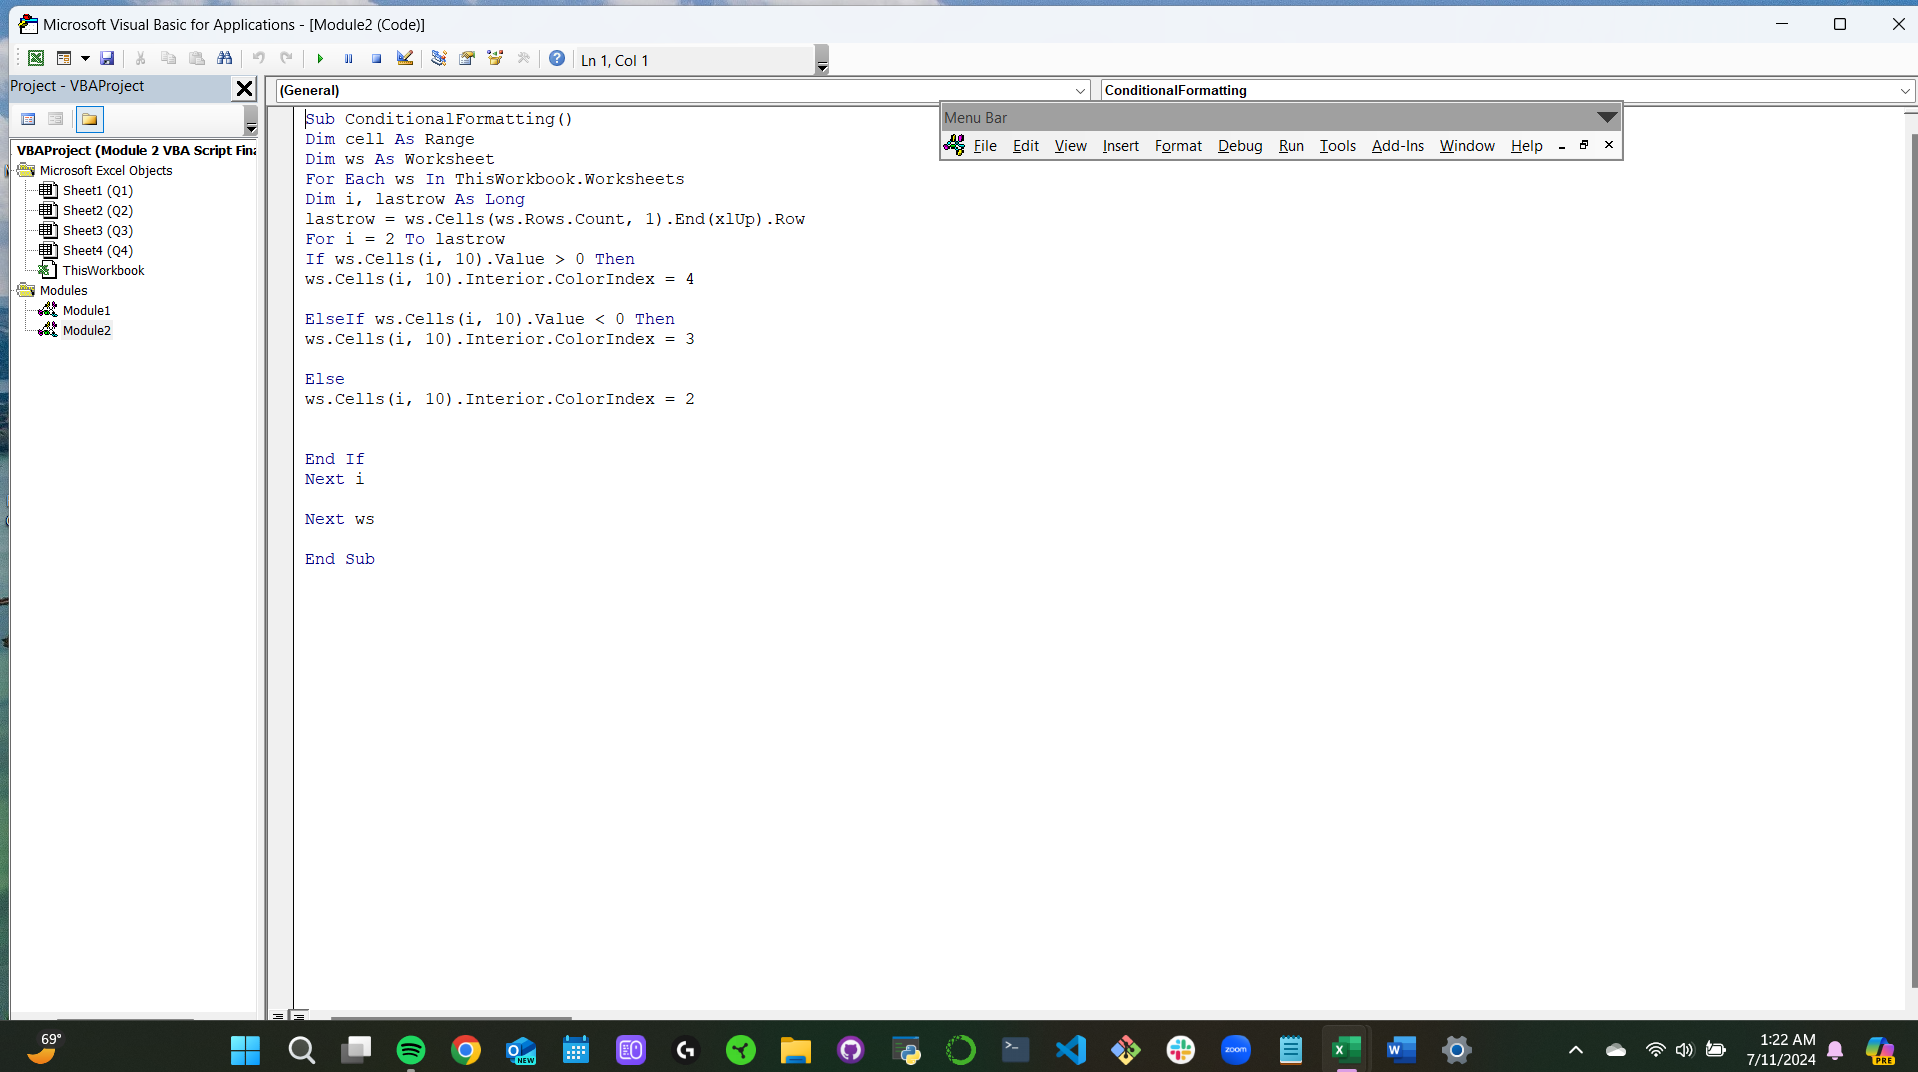 Microsoft Visual Basic for Applications - [Module2 (Code)]
Ln 1, Col 1
Project - VBAProject
(General)
ConditionalFormatting
Menu Bar
File Edit View Insert Format Debug Run Tools Add-Ins Window Help
VBAProject (Module 2 VBA Script Fina
Microsoft Excel Objects
Sheet1 (Q1)
Sheet2 (Q2)
Sheet3 (Q3)
Sheet4 (Q4)
ThisWorkbook
Modules
Module1
Module2
Sub ConditionalFormatting()
Dim cell As Range
Dim ws As Worksheet
For Each ws In ThisWorkbook.Worksheets
Dim i, lastrow As Long
lastrow = ws.Cells(ws.Rows.Count, 1).End(xlUp).Row
For i = 2 To lastrow
If ws.Cells(i, 10).Value > 0 Then
ws.Cells(i, 10).Interior.ColorIndex = 4
ElseIf ws.Cells(i, 10).Value < 0 Then
ws.Cells(i, 10).Interior.ColorIndex = 3
Else
ws.Cells(i, 10).Interior.ColorIndex = 2
End If
Next i
Next ws
End Sub
69°
NEW
zoom
1:22 AM
7/11/2024
PRE